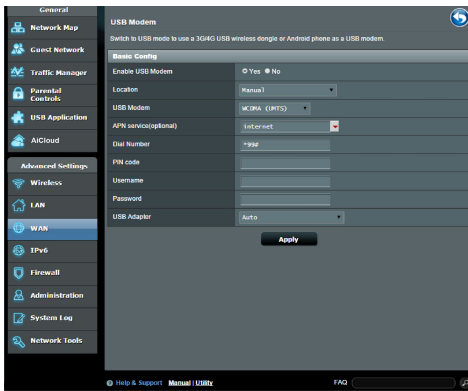 General
Network Map
Guest Network
Traffic Manager
Parental
Controls
USB Application
AiCloud
Advanced Settings
Wireless
LAN
WAN
IPv6
Firewall
Administration
System Log
Network Tools
USB Modem
Switch to USB mode to use a 3G/4G USB wireless dongle or Android phone as a USB modem.
Basic Config
Enable USB Modem Yes No
Location Manual
USB Modem WCDMA (UMTS)
APN service(optional) internet
Dial Number *99#
PIN code
Username
Password
USB Adapter Auto
Apply
Help & Support Manual | Utility FAQ